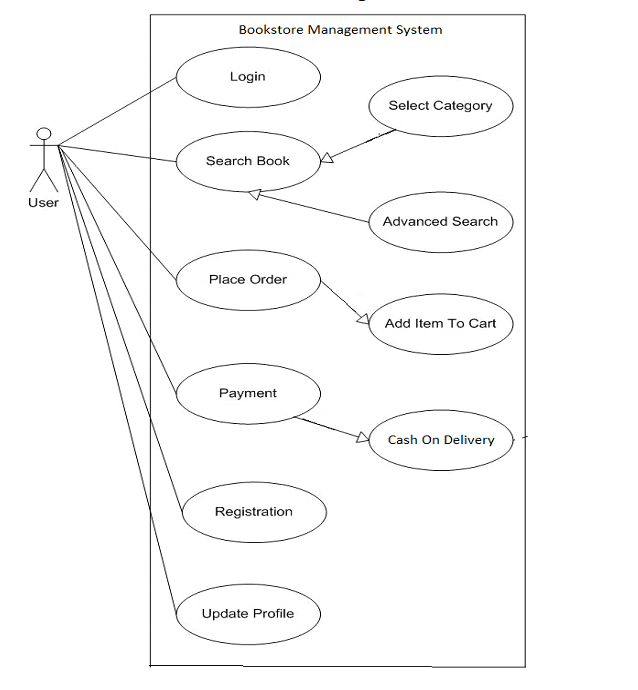 Bookstore Management System
Login
Select Category
Search Book
User
Advanced Search
Place Order
Add Item To Cart
Payment
Cash On Delivery
Registration
Update Profile